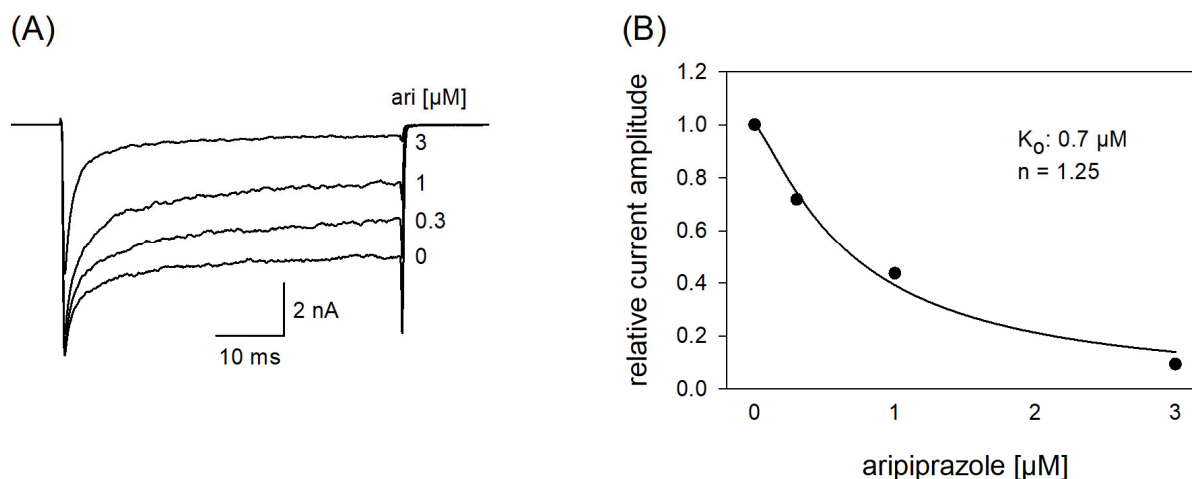 (A)
ari [µM]
3
1
0.3
0
2 nA
10 ms
(B)
relative current amplitude
1.2
1.0
0.8
0.6
0.4
0.2
0.0
K₀: 0.7 µM
n = 1.25
0 1 2 3
aripiprazole [µM]